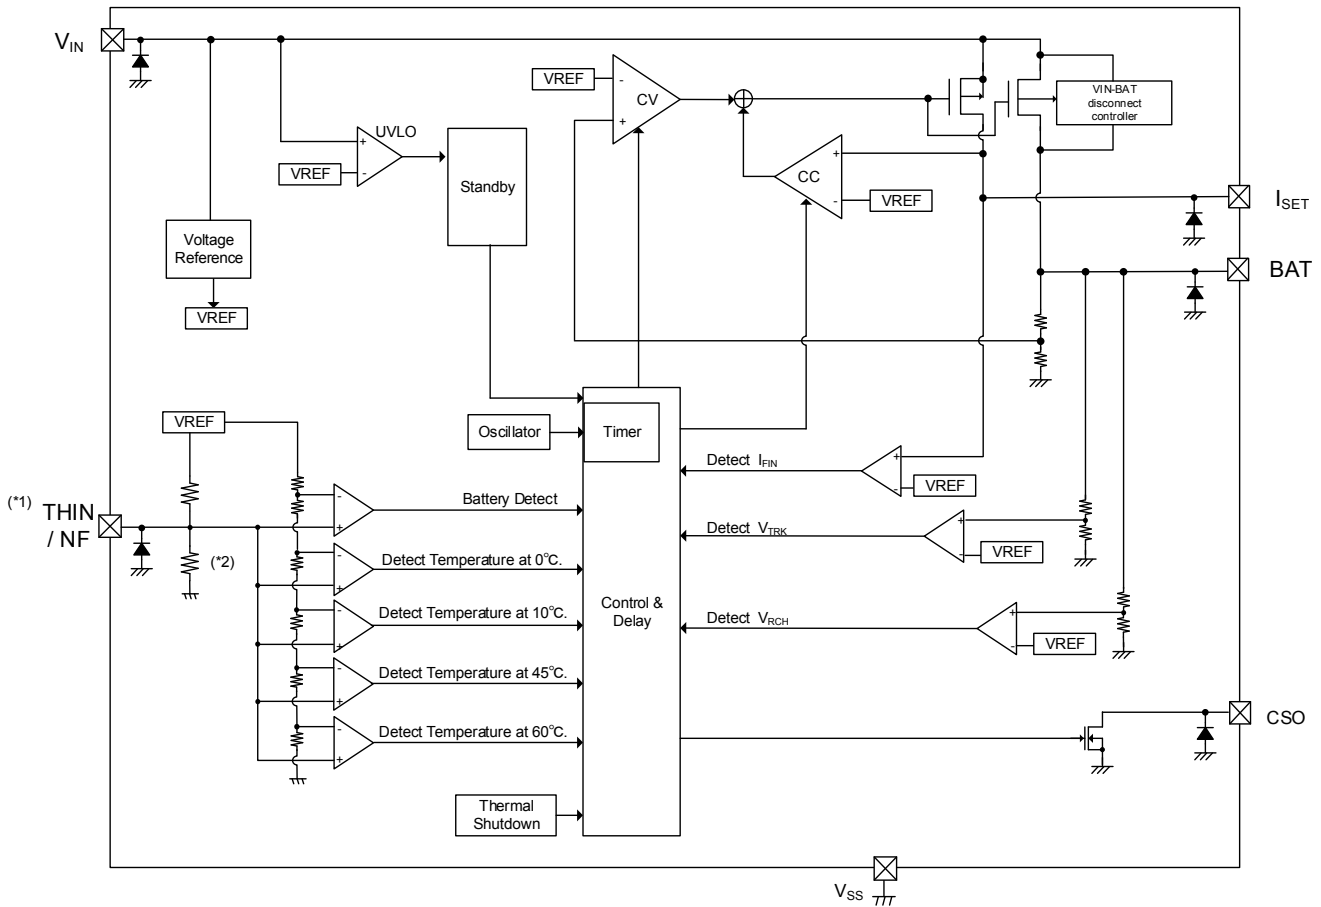 VIN
VREF
CV
-
+
UVLO
+
-
VREF
Standby
VIN-BAT
disconnect
controller
+
CC
-
VREF
ISET
Voltage
Reference
VREF
BAT
VREF
Oscillator
Timer
Detect IFIN
+
-
VREF
(*1) THIN
/ NF
(*2)
-
+
Battery Detect
Detect VTRK
+
-
VREF
-
+
Detect Temperature at 0°C.
-
+
Detect Temperature at 10°C.
Control &
Delay
Detect VRCH
+
-
VREF
-
+
Detect Temperature at 45°C.
-
+
Detect Temperature at 60°C.
CSO
Thermal
Shutdown
VSS